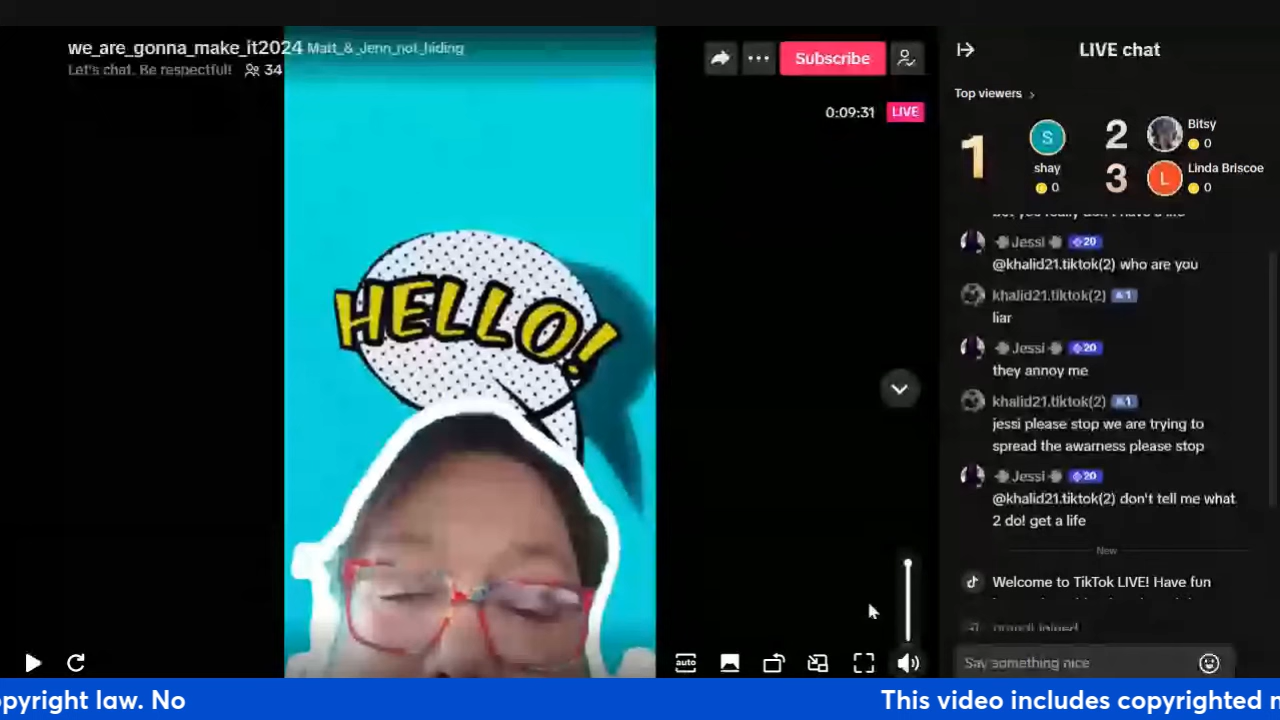 we_are_gonna_make_it2024 Matt_&_Jenn_not_hiding
Let's chat. Be respectful! 34
Subscribe
0:09:31 LIVE
HELLO!
auto
LIVE chat
Top viewers
1 S shay 0
2 Bitsy 0
3 L Linda Briscoe 0
Jessi 20
@khalid21.tiktok(2) who are you
khalid21.tiktok(2) 1
liar
Jessi 20
they annoy me
khalid21.tiktok(2) 1
jessi please stop we are trying to
spread the awarness please stop
Jessi 20
@khalid21.tiktok(2) don't tell me what
2 do! get a life
New
Welcome to TikTok LIVE! Have fun
joined
Say something nice
opyright law. No
This video includes copyrighted